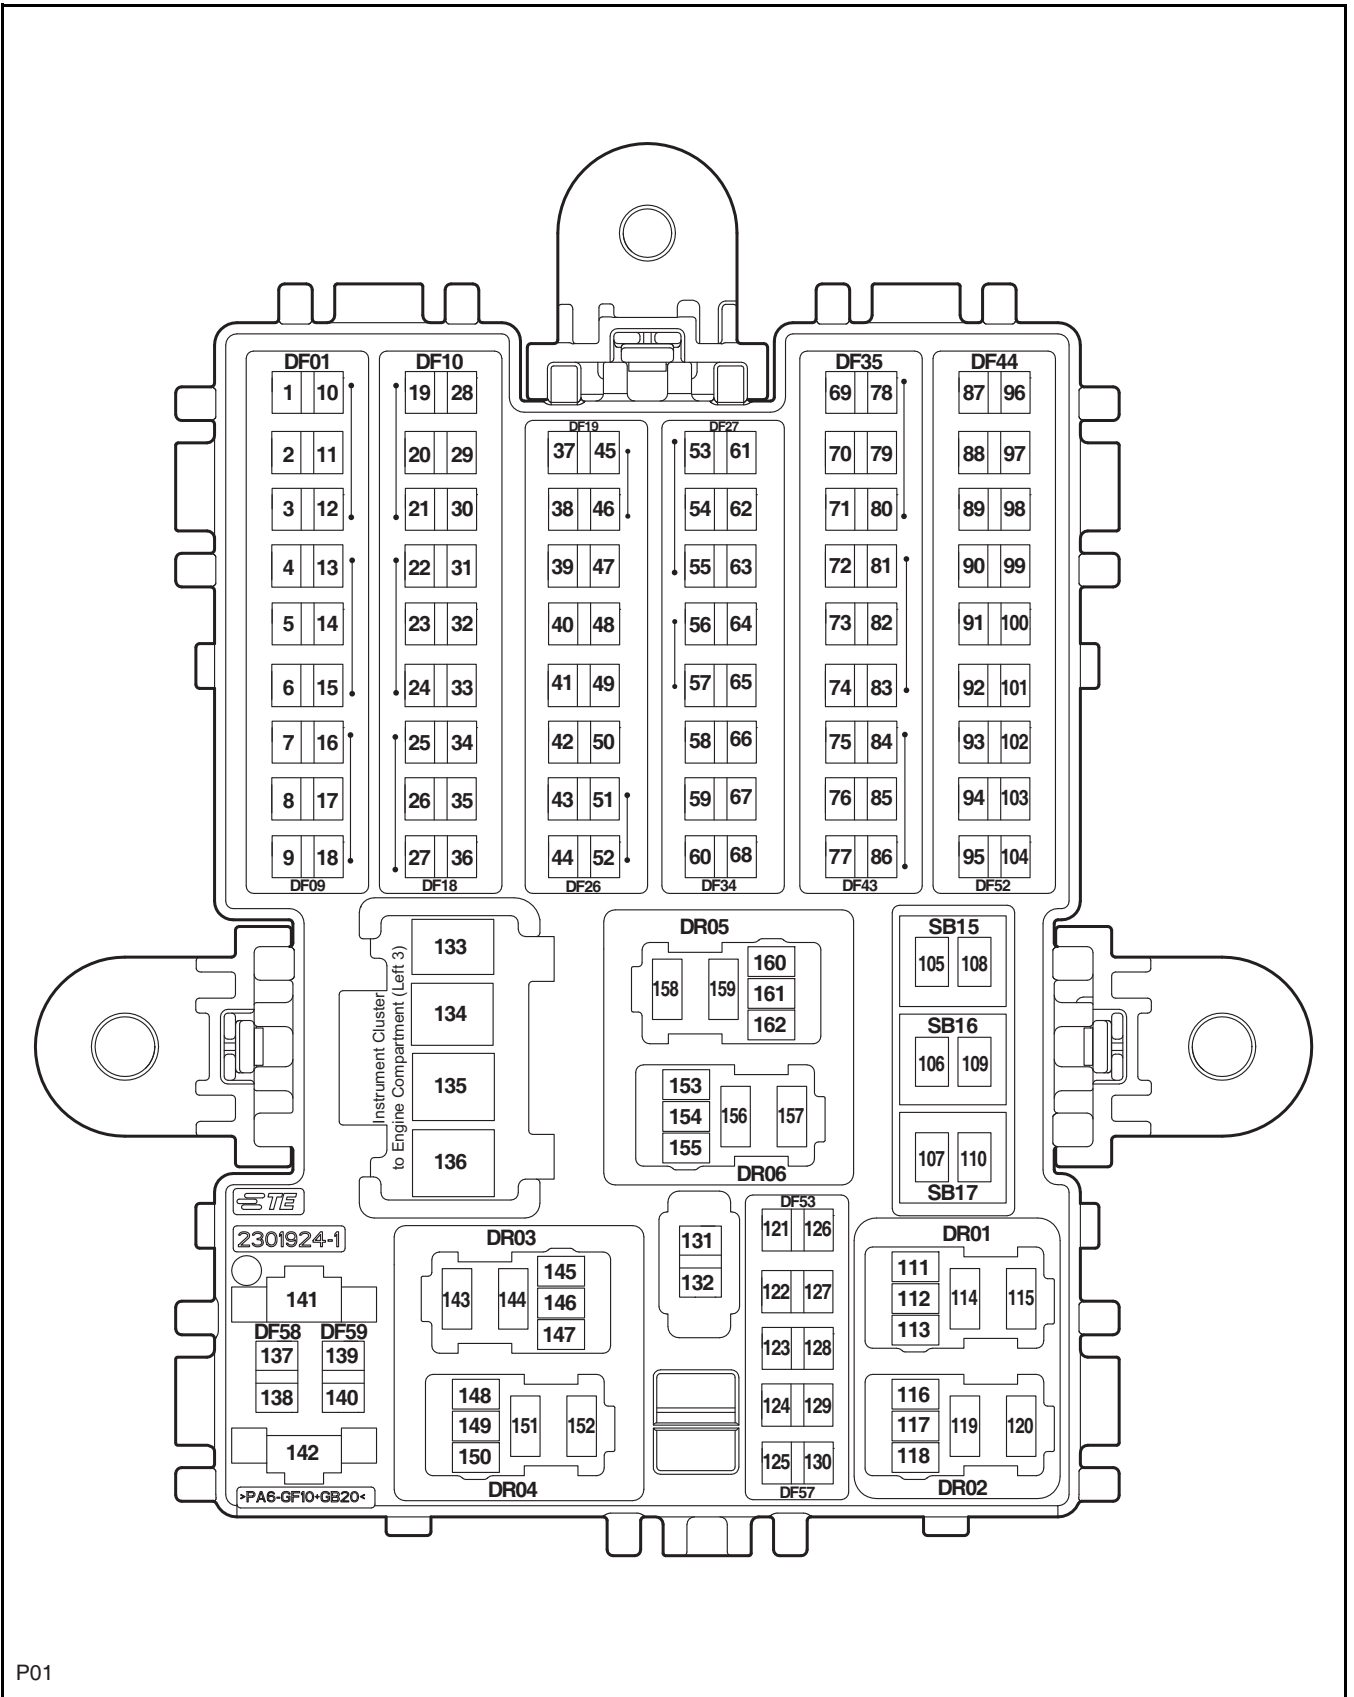 DF01 DF10 DF35 DF44
1 10 19 28 69 78 87 96
DF19 DF27
2 11 20 29 37 45 53 61 70 79 88 97
3 12 21 30 38 46 54 62 71 80 89 98
4 13 22 31 39 47 55 63 72 81 90 99
5 14 23 32 40 48 56 64 73 82 91 100
6 15 24 33 41 49 57 65 74 83 92 101
7 16 25 34 42 50 58 66 75 84 93 102
8 17 26 35 43 51 59 67 76 85 94 103
9 18 27 36 44 52 60 68 77 86 95 104
DF09 DF18 DF26 DF34 DF43 DF52
Instrument Cluster
to Engine Compartment (Left 3)
133
134
135
136
DR05
158 159
160
161
162
153
154
155
156 157
DR06
SB15
105 108
SB16
106 109
107 110
SB17
TE
2301924-1
141
DF58 DF59
137 139
138 140
142
>PA6-GF10+GB20<
DR03
143 144
145
146
147
148
149
150
151 152
DR04
131
132
DF53
121 126
122 127
123 128
124 129
125 130
DF57
DR01
111
112
113
114 115
116
117
118
119 120
DR02
P01